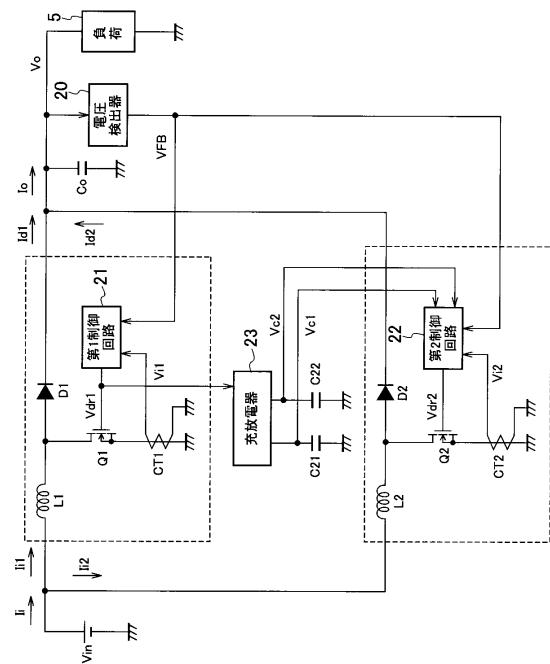 Vin
Ii
Ii1
Ii2
L1
D1
Vdr1
Q1
CT1
Vi1
第1制御
回路
21
Id1
Id2
Io
Co
20
電圧
検出器
VFB
Vo
5
負荷
充放電器
23
C21
C22
Vc2
Vc1
L2
D2
Vdr2
Q2
CT2
Vi2
22
第2制御
回路